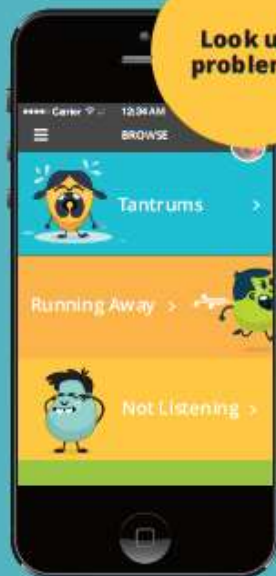 Look u
problem
Carrier
12:34 AM
BROWSE
Tantrums >
Running Away >
Not Listening >